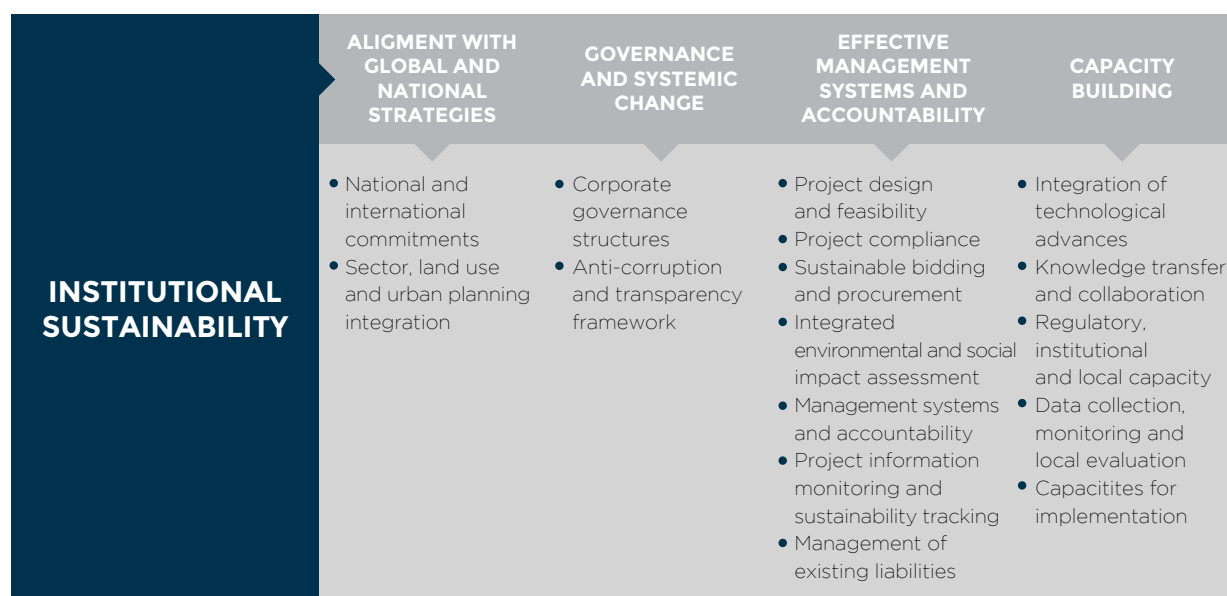 INSTITUTIONAL
SUSTAINABILITY
ALIGMENT WITH
GLOBAL AND
NATIONAL
STRATEGIES
• National and
international
commitments
• Sector, land use
and urban planning
integration
GOVERNANCE
AND SYSTEMIC
CHANGE
• Corporate
governance
structures
• Anti-corruption
and transparency
framework
EFFECTIVE
MANAGEMENT
SYSTEMS AND
ACCOUNTABILITY
• Project design
and feasibility
• Project compliance
• Sustainable bidding
and procurement
• Integrated
environmental and social
impact assessment
• Management systems
and accountability
• Project information
monitoring and
sustainability tracking
• Management of
existing liabilities
CAPACITY
BUILDING
• Integration of
technological
advances
• Knowledge transfer
and collaboration
• Regulatory,
institutional
and local capacity
• Data collection,
monitoring and
local evaluation
• Capacitites for
implementation